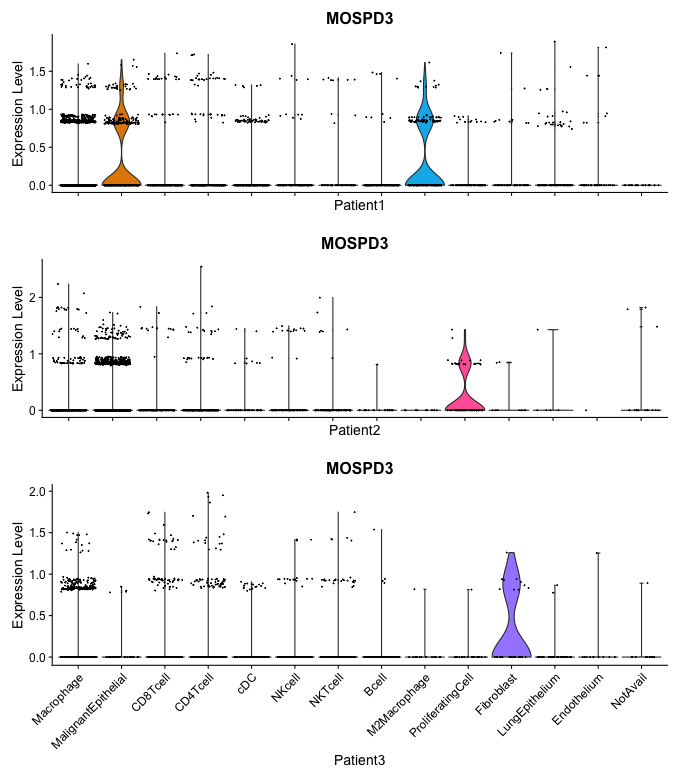 MOSPD3
Expression Level
1.5
1.0
0.5
0.0
Patient1
MOSPD3
Expression Level
2
1
0
Patient2
MOSPD3
Expression Level
2.0
1.5
1.0
0.5
0.0
Macrophage
MalignantEpithelial
CD8Tcell
CD4Tcell
cDC
NKcell
NKTcell
Bcell
M2Macrophage
ProliferatingCell
Fibroblast
LungEpithelium
Endothelium
NotAvail
Patient3